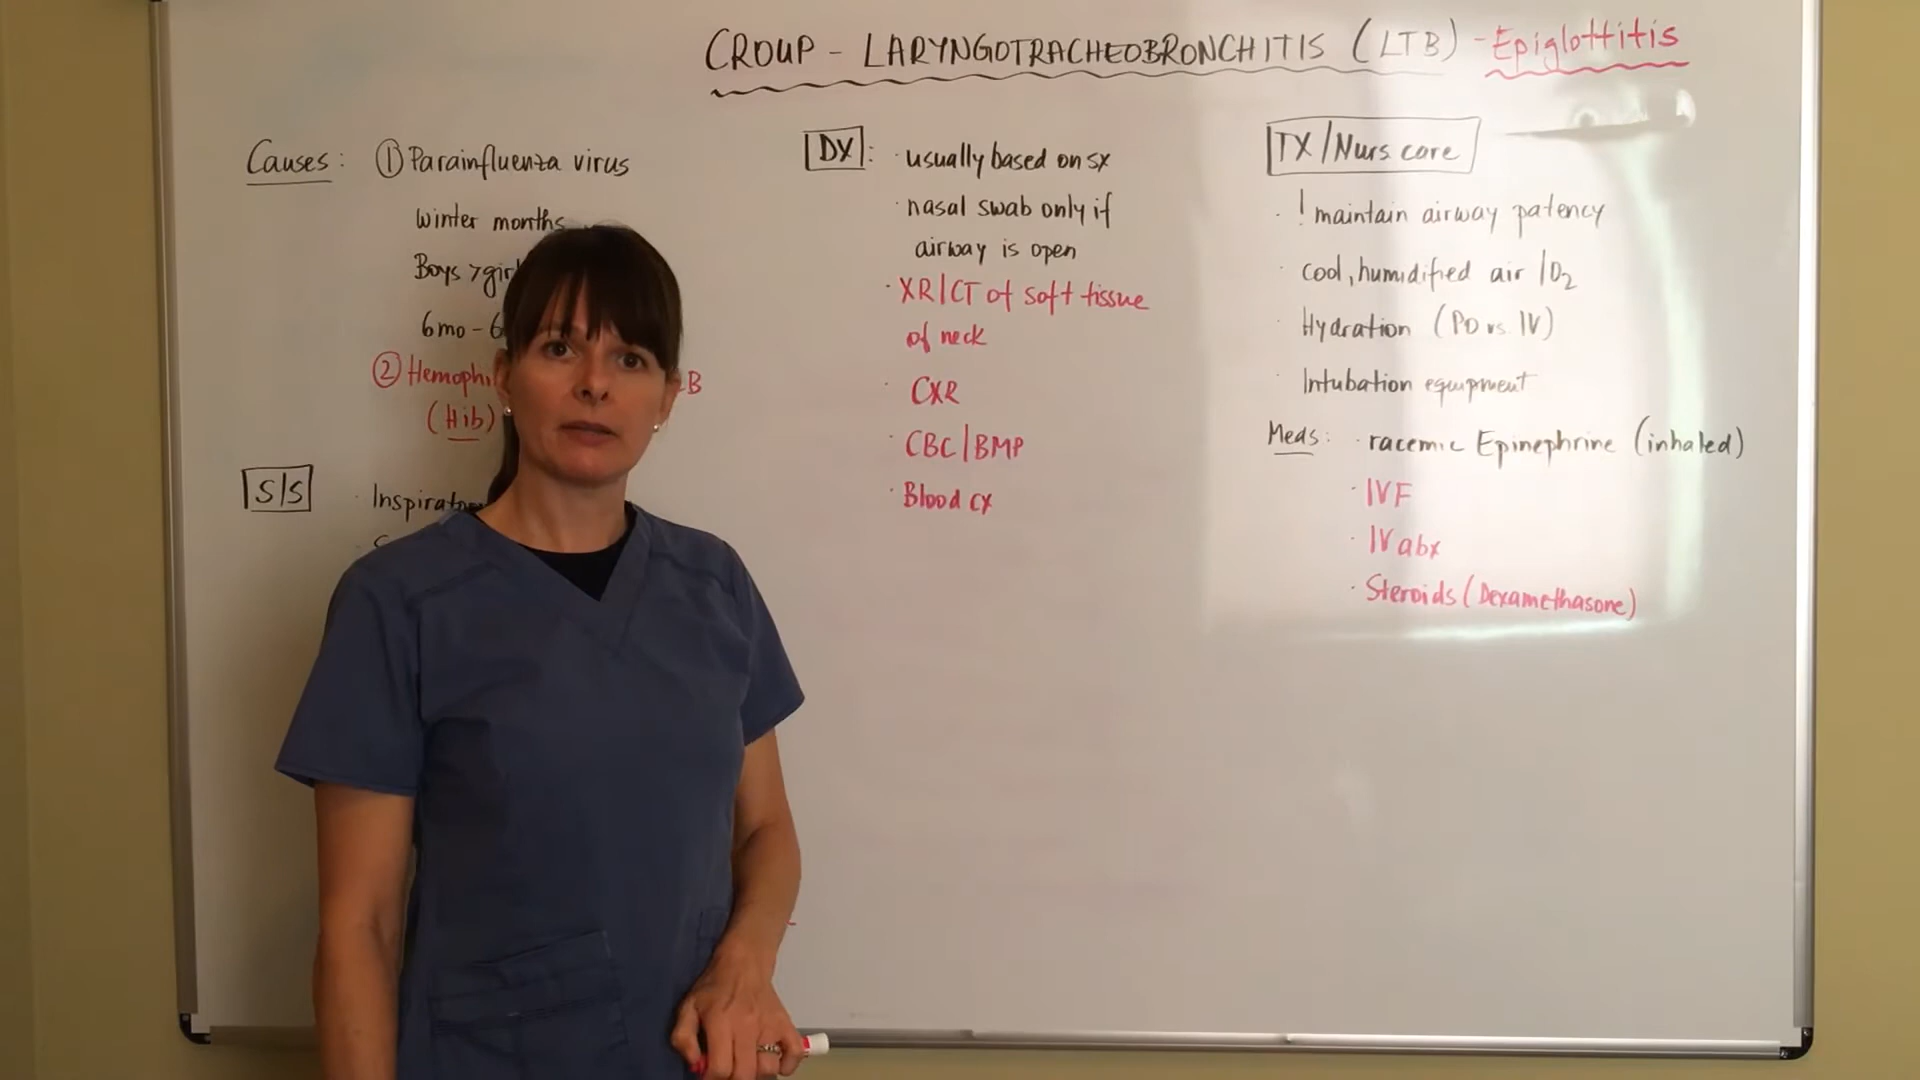 CROUP - LARYNGOTRACHEOBRONCHITIS (LTB) - Epiglottitis
Causes: ① Parainfluenza virus
winter months
Boys >
6mo - 6
② 
(Hib)
S/S
DX: · usually based on sx
· nasal swab only if
airway is open
· XR/CT of soft tissue
of neck
· CXR
· CBC/BMP
· Blood cx
TX/Nurs care
· ! maintain airway patency
· cool, humidified air /O2
· Hydration (PO vs. IV)
· Intubation equipment
Meds: · racemic Epinephrine (inhaled)
· IVF
· IV abx
· Steroids (Dexamethasone)